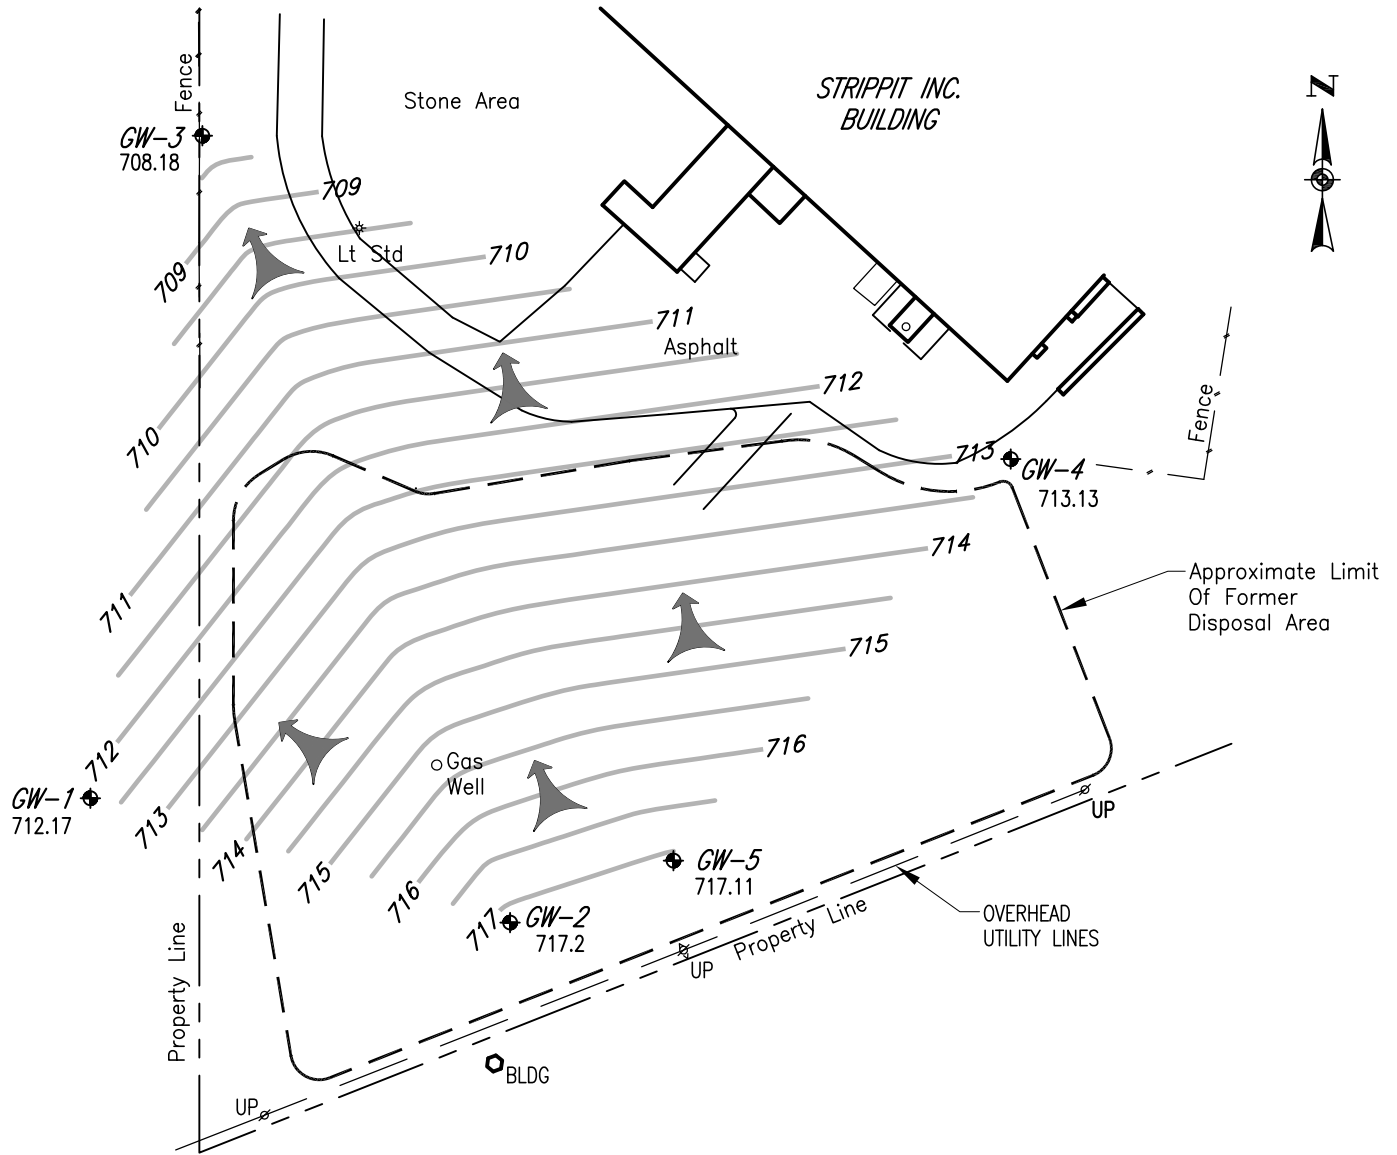 Fence
Stone Area
STRIPPIT INC.
BUILDING
N
GW-3
708.18
709
Lt Std
710
709
711
Asphalt
712
Fence
710
713
GW-4
713.13
714
Approximate Limit
Of Former
Disposal Area
711
715
716
712
Gas
Well
GW-1
712.17
713
UP
714
GW-5
717.11
715
716
717
GW-2
717.2
OVERHEAD
UTILITY LINES
Property Line
Property Line
UP
BLDG
UP